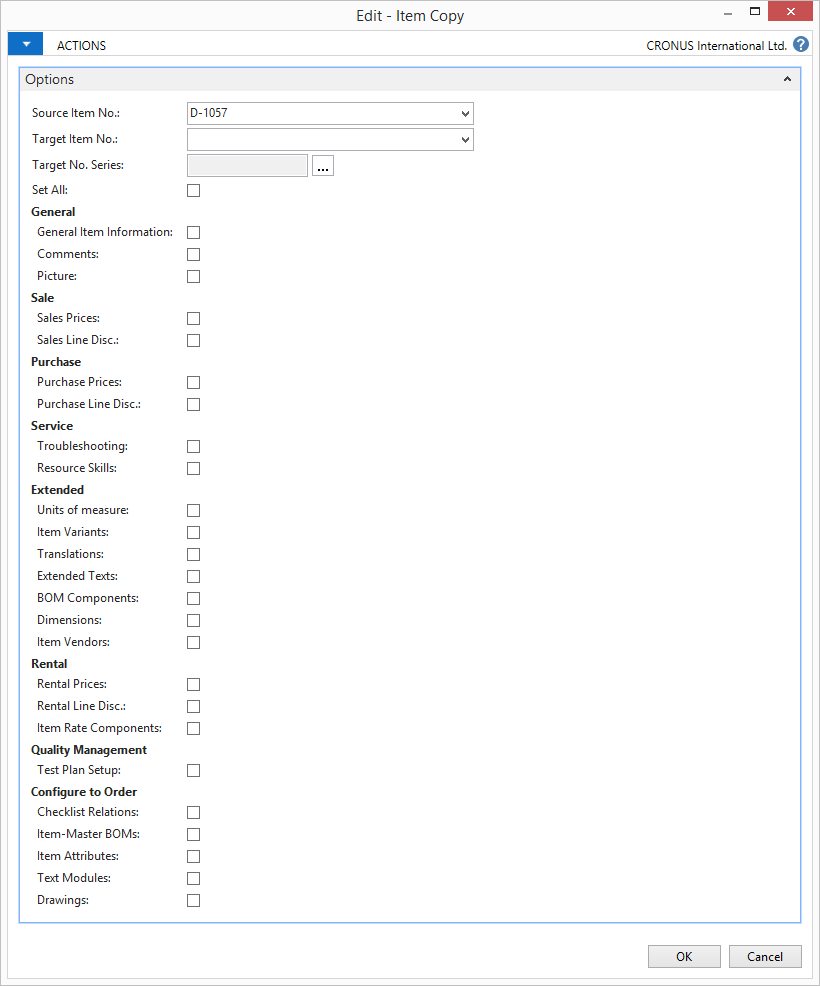 Edit - Item Copy
ACTIONS
CRONUS International Ltd. ?
Options
Source Item No.: D-1057
Target Item No.:
Target No. Series: ...
Set All:
General
General Item Information:
Comments:
Picture:
Sale
Sales Prices:
Sales Line Disc.:
Purchase
Purchase Prices:
Purchase Line Disc.:
Service
Troubleshooting:
Resource Skills:
Extended
Units of measure:
Item Variants:
Translations:
Extended Texts:
BOM Components:
Dimensions:
Item Vendors:
Rental
Rental Prices:
Rental Line Disc.:
Item Rate Components:
Quality Management
Test Plan Setup:
Configure to Order
Checklist Relations:
Item-Master BOMs:
Item Attributes:
Text Modules:
Drawings:
OK Cancel